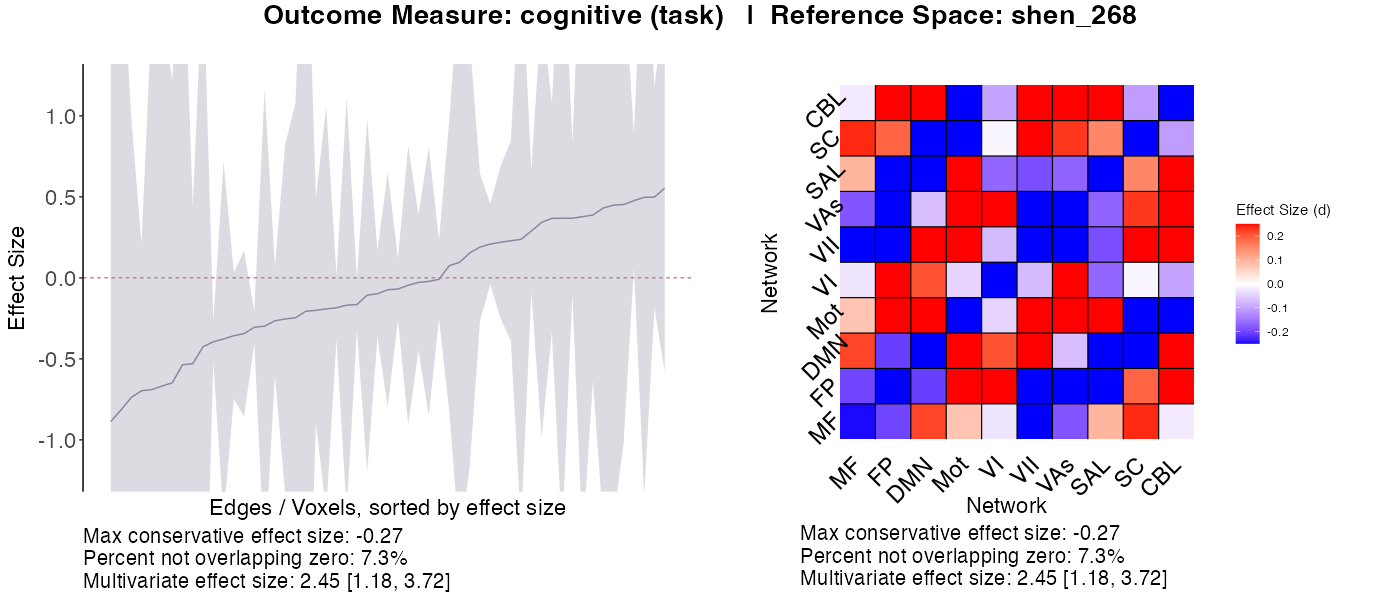 Outcome Measure: cognitive (task) | Reference Space: shen_268
Effect Size
1.0
0.5
0.0
-0.5
-1.0
Edges / Voxels, sorted by effect size
Max conservative effect size: -0.27
Percent not overlapping zero: 7.3%
Multivariate effect size: 2.45 [1.18, 3.72]
Network
CBL
SC
SAL
VAs
VII
VI
Mot
DMN
FP
MF
MF
FP
DMN
Mot
VI
VII
VAs
SAL
SC
CBL
Network
Max conservative effect size: -0.27
Percent not overlapping zero: 7.3%
Multivariate effect size: 2.45 [1.18, 3.72]
Effect Size (d)
0.2
0.1
0.0
-0.1
-0.2